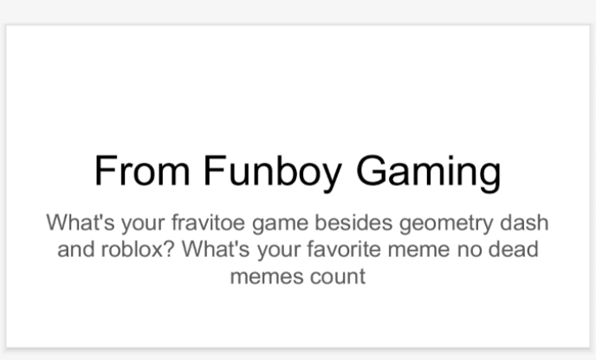 From Funboy Gaming
What's your fravitoe game besides geometry dash
and roblox? What's your favorite meme no dead
memes count